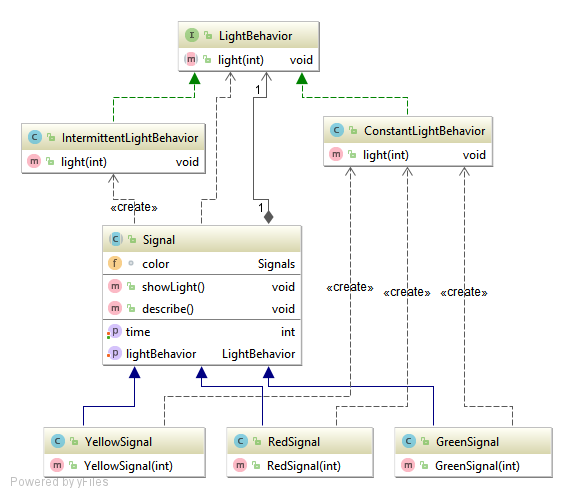 I LightBehavior
m light(int) void
1
C IntermittentLightBehavior
m light(int) void
C ConstantLightBehavior
m light(int) void
«create»
1
C Signal
f color Signals
m showLight() void
m describe() void
p time int
p lightBehavior LightBehavior
«create»
«create»
«create»
C YellowSignal
m YellowSignal(int)
C RedSignal
m RedSignal(int)
C GreenSignal
m GreenSignal(int)
Powered by yFiles